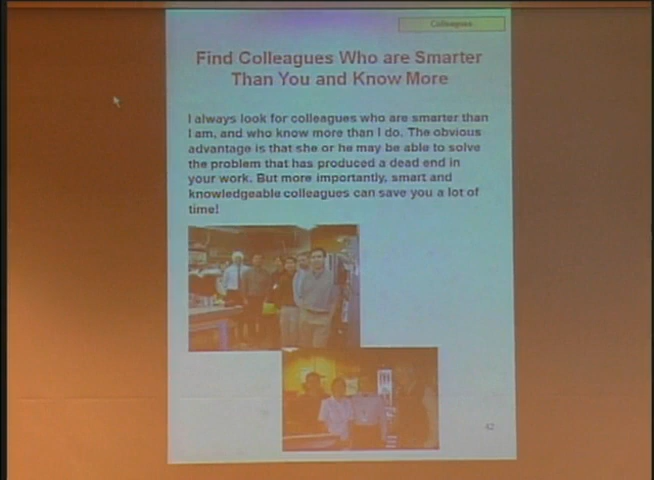 Colleagues
Find Colleagues Who are Smarter
Than You and Know More
I always look for colleagues who are smarter than
I am, and who know more than I do. The obvious
advantage is that she or he may be able to solve
the problem that has produced a dead end in
your work. But more importantly, smart and
knowledgeable colleagues can save you a lot of
time!
62